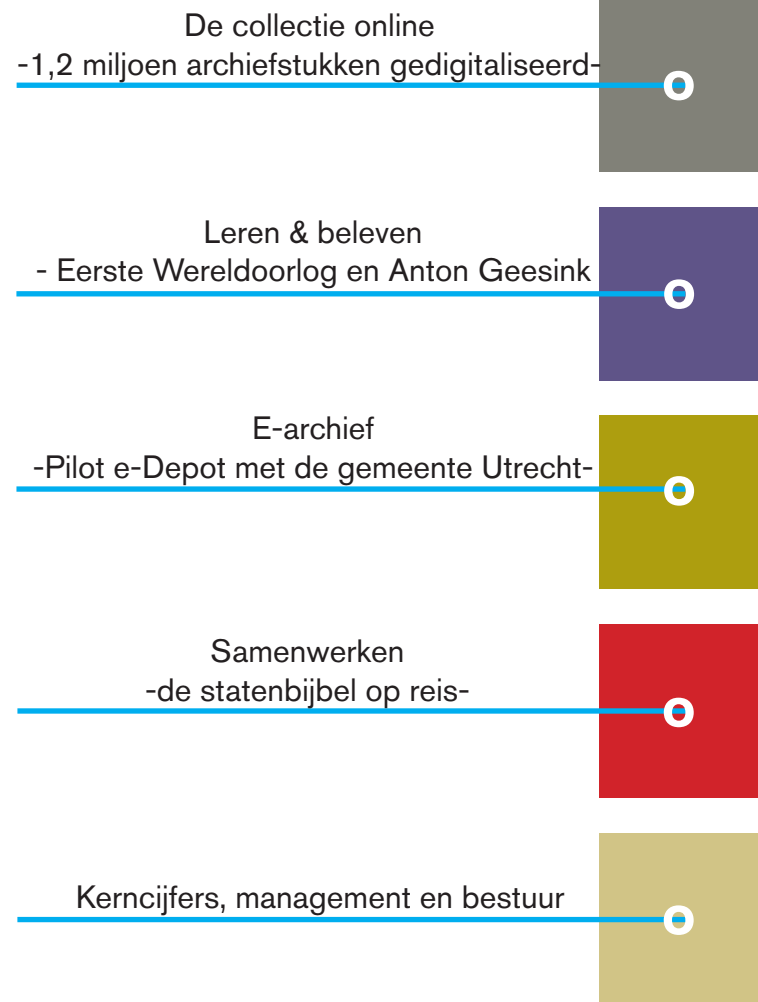 De collectie online
-1,2 miljoen archiefstukken gedigitaliseerd-
o
Leren & beleven
- Eerste Wereldoorlog en Anton Geesink
o
E-archief
-Pilot e-Depot met de gemeente Utrecht-
o
Samenwerken
-de statenbijbel op reis-
o
Kerncijfers, management en bestuur
o